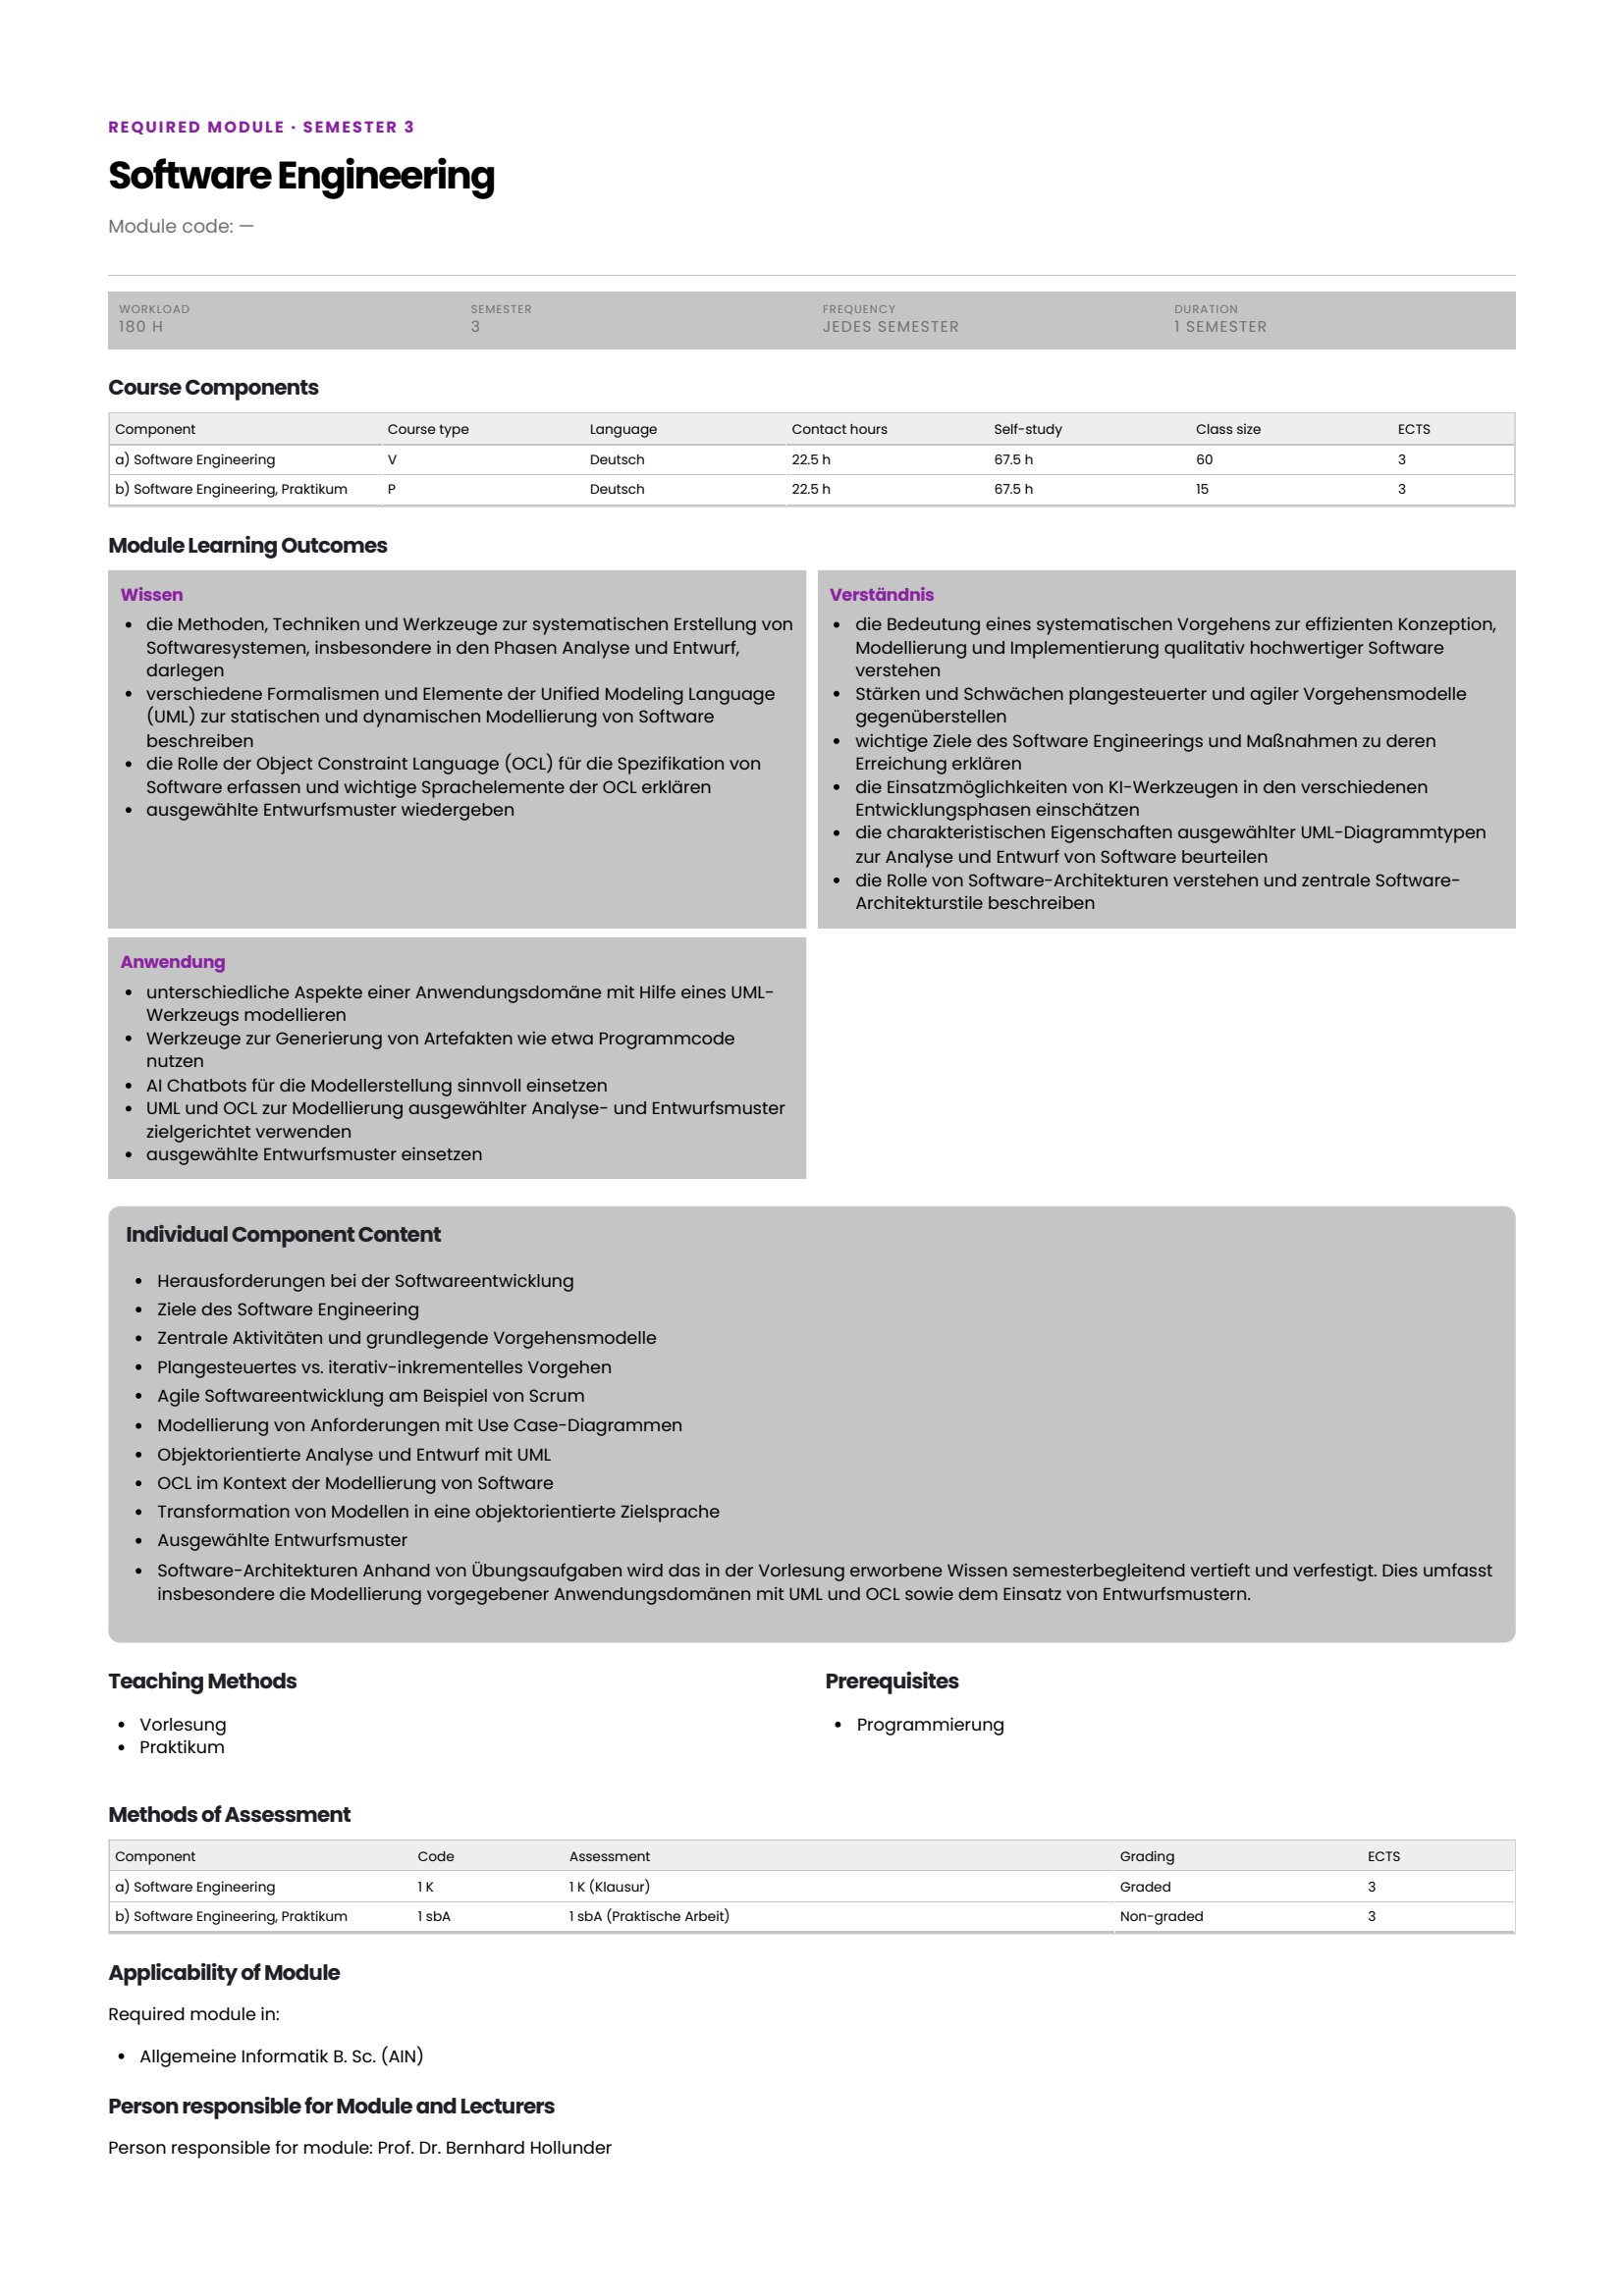 REQUIRED MODULE · SEMESTER 3
Software Engineering
Module code: —
WORKLOAD SEMESTER FREQUENCY DURATION
180 H 3 JEDES SEMESTER 1 SEMESTER
Course Components
Component Course type Language Contact hours Self-study Class size ECTS
a) Software Engineering V Deutsch 22.5 h 67.5 h 60 3
b) Software Engineering, Praktikum P Deutsch 22.5 h 67.5 h 15 3
Module Learning Outcomes
Wissen
• die Methoden, Techniken und Werkzeuge zur systematischen Erstellung von
Softwaresystemen, insbesondere in den Phasen Analyse und Entwurf,
darlegen
• verschiedene Formalismen und Elemente der Unified Modeling Language
(UML) zur statischen und dynamischen Modellierung von Software
beschreiben
• die Rolle der Object Constraint Language (OCL) für die Spezifikation von
Software erfassen und wichtige Sprachelemente der OCL erklären
• ausgewählte Entwurfsmuster wiedergeben
Verständnis
• die Bedeutung eines systematischen Vorgehens zur effizienten Konzeption,
Modellierung und Implementierung qualitativ hochwertiger Software
verstehen
• Stärken und Schwächen plangesteuerter und agiler Vorgehensmodelle
gegenüberstellen
• wichtige Ziele des Software Engineerings und Maßnahmen zu deren
Erreichung erklären
• die Einsatzmöglichkeiten von KI-Werkzeugen in den verschiedenen
Entwicklungsphasen einschätzen
• die charakteristischen Eigenschaften ausgewählter UML-Diagrammtypen
zur Analyse und Entwurf von Software beurteilen
• die Rolle von Software-Architekturen verstehen und zentrale Software-
Architekturstile beschreiben
Anwendung
• unterschiedliche Aspekte einer Anwendungsdomäne mit Hilfe eines UML-
Werkzeugs modellieren
• Werkzeuge zur Generierung von Artefakten wie etwa Programmcode
nutzen
• AI Chatbots für die Modellerstellung sinnvoll einsetzen
• UML und OCL zur Modellierung ausgewählter Analyse- und Entwurfsmuster
zielgerichtet verwenden
• ausgewählte Entwurfsmuster einsetzen
Individual Component Content
• Herausforderungen bei der Softwareentwicklung
• Ziele des Software Engineering
• Zentrale Aktivitäten und grundlegende Vorgehensmodelle
• Plangesteuertes vs. iterativ-inkrementelles Vorgehen
• Agile Softwareentwicklung am Beispiel von Scrum
• Modellierung von Anforderungen mit Use Case-Diagrammen
• Objektorientierte Analyse und Entwurf mit UML
• OCL im Kontext der Modellierung von Software
• Transformation von Modellen in eine objektorientierte Zielsprache
• Ausgewählte Entwurfsmuster
• Software-Architekturen Anhand von Übungsaufgaben wird das in der Vorlesung erworbene Wissen semesterbegleitend vertieft und verfestigt. Dies umfasst
insbesondere die Modellierung vorgegebener Anwendungsdomänen mit UML und OCL sowie dem Einsatz von Entwurfsmustern.
Teaching Methods
• Vorlesung
• Praktikum
Prerequisites
• Programmierung
Methods of Assessment
Component Code Assessment Grading ECTS
a) Software Engineering 1 K 1 K (Klausur) Graded 3
b) Software Engineering, Praktikum 1 sbA 1 sbA (Praktische Arbeit) Non-graded 3
Applicability of Module
Required module in:
• Allgemeine Informatik B. Sc. (AIN)
Person responsible for Module and Lecturers
Person responsible for module: Prof. Dr. Bernhard Hollunder